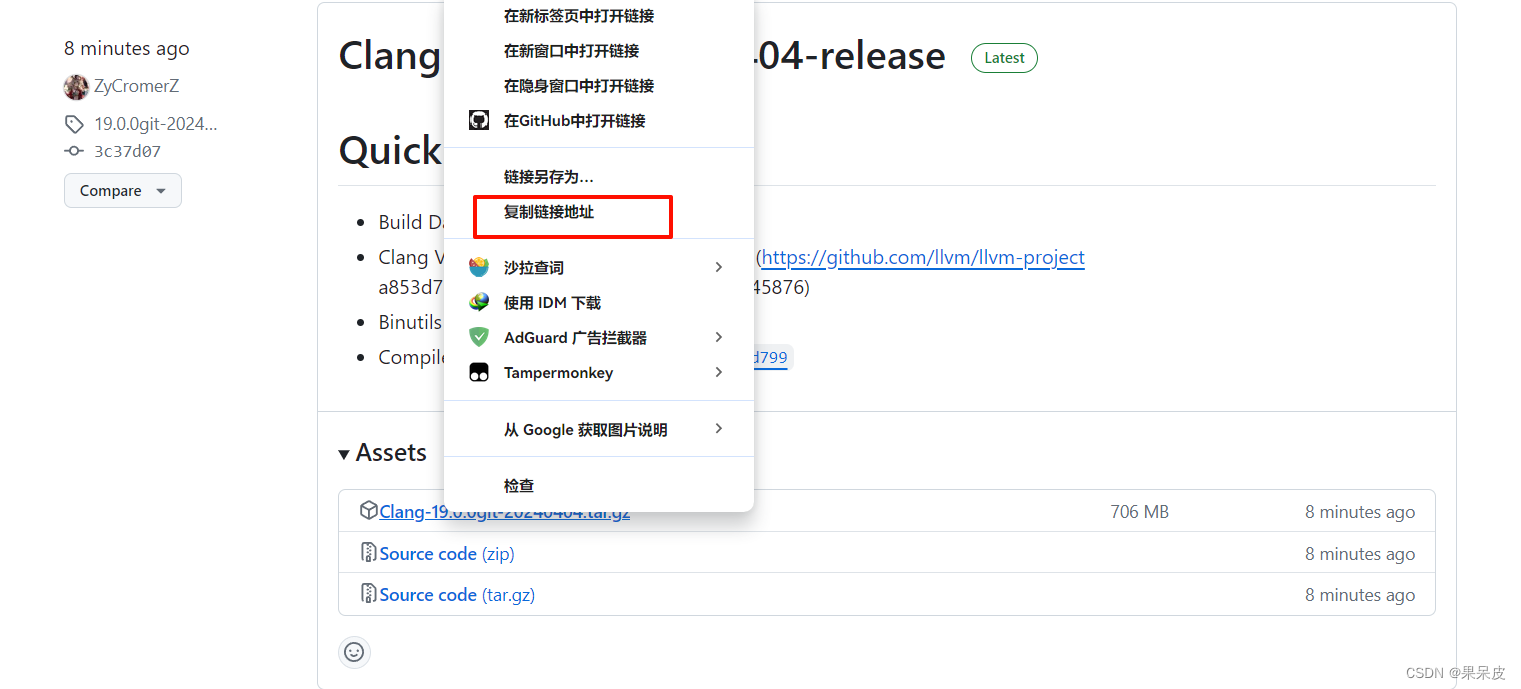 8 minutes ago
ZyCromerZ
19.0.0git-2024...
3c37d07
Compare
Clang
04-release
Latest
Quick
Build Da
Clang V
(https://github.com/llvm/llvm-project
a853d7
45876)
Binutils
Compile
d799
在新标签页中打开链接
在新窗口中打开链接
在隐身窗口中打开链接
在GitHub中打开链接
链接另存为...
复制链接地址
沙拉查词
使用 IDM 下载
AdGuard 广告拦截器
Tampermonkey
从 Google 获取图片说明
检查
Assets
Clang-19.0.0git-20240404.tar.gz 706 MB 8 minutes ago
Source code (zip) 8 minutes ago
Source code (tar.gz) 8 minutes ago
CSDN @果呆皮